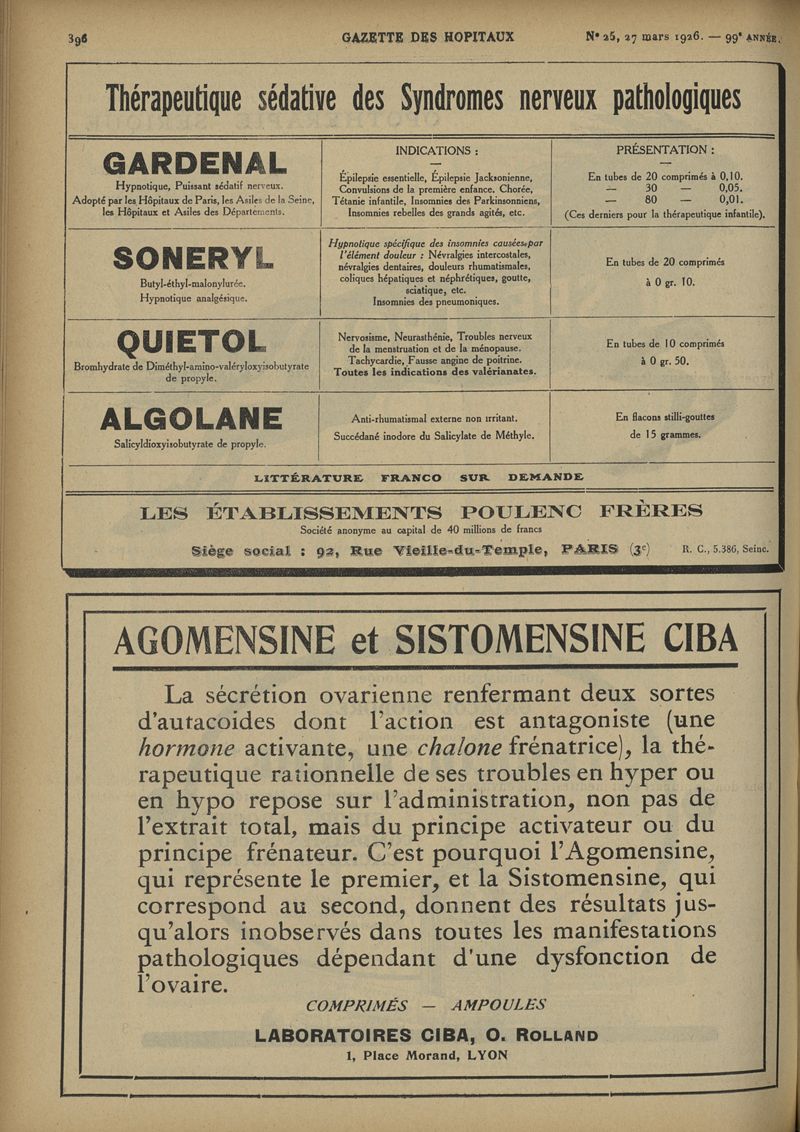 396
GAZETTE DES HOPITAUX
N° 25, 27 mars 1926. — 99e ANNÉE.
Thérapeutique sédative des Syndromes nerveux pathologiques
GARDENAL
Hypnotique, Puissant sédatif nerveux.
Adopté par les Hôpitaux de Paris, les Asiles de la Seine,
les Hôpitaux et Asiles des Départements.
INDICATIONS :
Épilepsie essentielle, Épilepsie Jacksonienne,
Convulsions de la première enfance. Chorée,
Tétanie infantile, Insomnies des Parkinsonniens,
Insomnies rebelles des grands agités, etc.
PRÉSENTATION :
En tubes de 20 comprimés à 0,10.
— 30 — 0,05.
— 80 — 0,01.
(Ces derniers pour la thérapeutique infantile).
SONERYL
Butyl-éthyl-malonylurée.
Hypnotique analgésique.
Hypnotique spécifique des insomnies causées par
l'élément douleur : Névralgies intercostales,
névralgies dentaires, douleurs rhumatismales,
coliques hépatiques et néphrétiques, goutte,
sciatique, etc.
Insomnies des pneumoniques.
En tubes de 20 comprimés
à 0 gr. 10.
QUIETOL
Bromhydrate de Diméthyl-amino-valéryloxyisobutyrate
de propyle.
Nervosisme, Neurasthénie, Troubles nerveux
de la menstruation et de la ménopause.
Tachycardie, Fausse angine de poitrine.
Toutes les indications des valérianates.
En tubes de 10 comprimés
à 0 gr. 50.
ALGOLANE
Salicyldioxyisobutyrate de propyle.
Anti-rhumatismal externe non irritant.
Succédané inodore du Salicylate de Méthyle.
En flacons stilli-gouttes
de 15 grammes.
LITTÉRATURE FRANCO SUR DEMANDE
LES ÉTABLISSEMENTS POULENC FRÈRES
Société anonyme au capital de 40 millions de francs
Siège social : 92, Rue Vieille-du-Temple, PARIS (3e) R. C., 5.386, Seine.
AGOMENSINE et SISTOMENSINE CIBA
La sécrétion ovarienne renfermant deux sortes
d'autacoides dont l'action est antagoniste (une
hormone activante, une chalone frénatrice), la thé-
rapeutique rationnelle de ses troubles en hyper ou
en hypo repose sur l'administration, non pas de
l'extrait total, mais du principe activateur ou du
principe frénateur. C'est pourquoi l'Agomensine,
qui représente le premier, et la Sistomensine, qui
correspond au second, donnent des résultats jus-
qu'alors inobservés dans toutes les manifestations
pathologiques dépendant d'une dysfonction de
l'ovaire.
COMPRIMÉS — AMPOULES
LABORATOIRES CIBA, O. ROLLAND
1, Place Morand, LYON